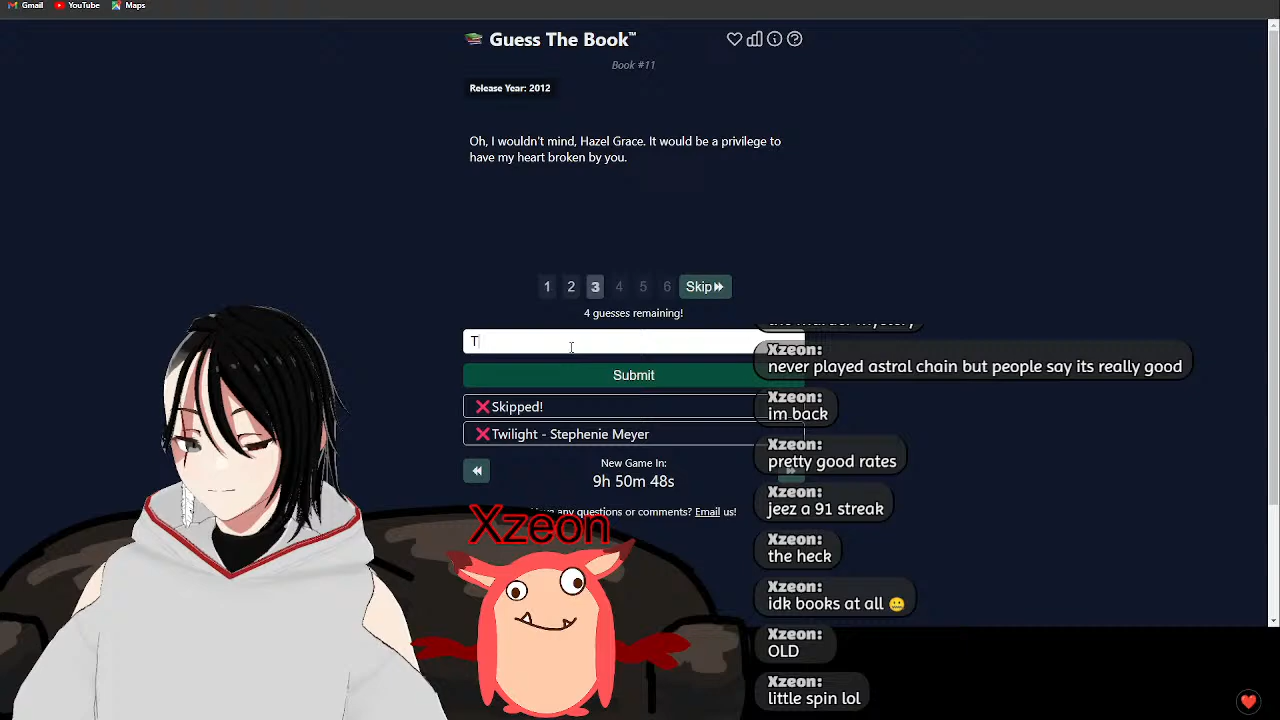 Gmail YouTube Maps
Guess The Book™
Book #11
Release Year: 2012
Oh, I wouldn't mind, Hazel Grace. It would be a privilege to
have my heart broken by you.
1 2 3 4 5 6 Skip
4 guesses remaining!
T
Submit
❌Skipped!
❌Twilight - Stephenie Meyer
New Game In:
9h 50m 48s
any questions or comments? Email us!
Xzeon
the murder mystery
Xzeon:
never played astral chain but people say its really good
Xzeon:
im back
Xzeon:
pretty good rates
Xzeon:
jeez a 91 streak
Xzeon:
the heck
Xzeon:
idk books at all 😐
Xzeon:
OLD
Xzeon:
little spin lol